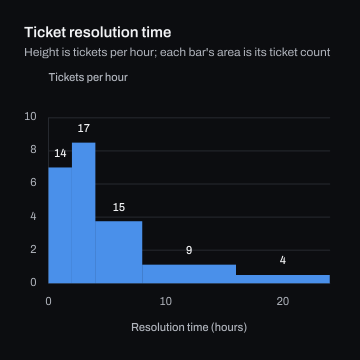 Ticket resolution time
Height is tickets per hour; each bar's area is its ticket count
Tickets per hour
10
17
14
8
6
15
4
9
2
4
0
0 10 20
Resolution time (hours)